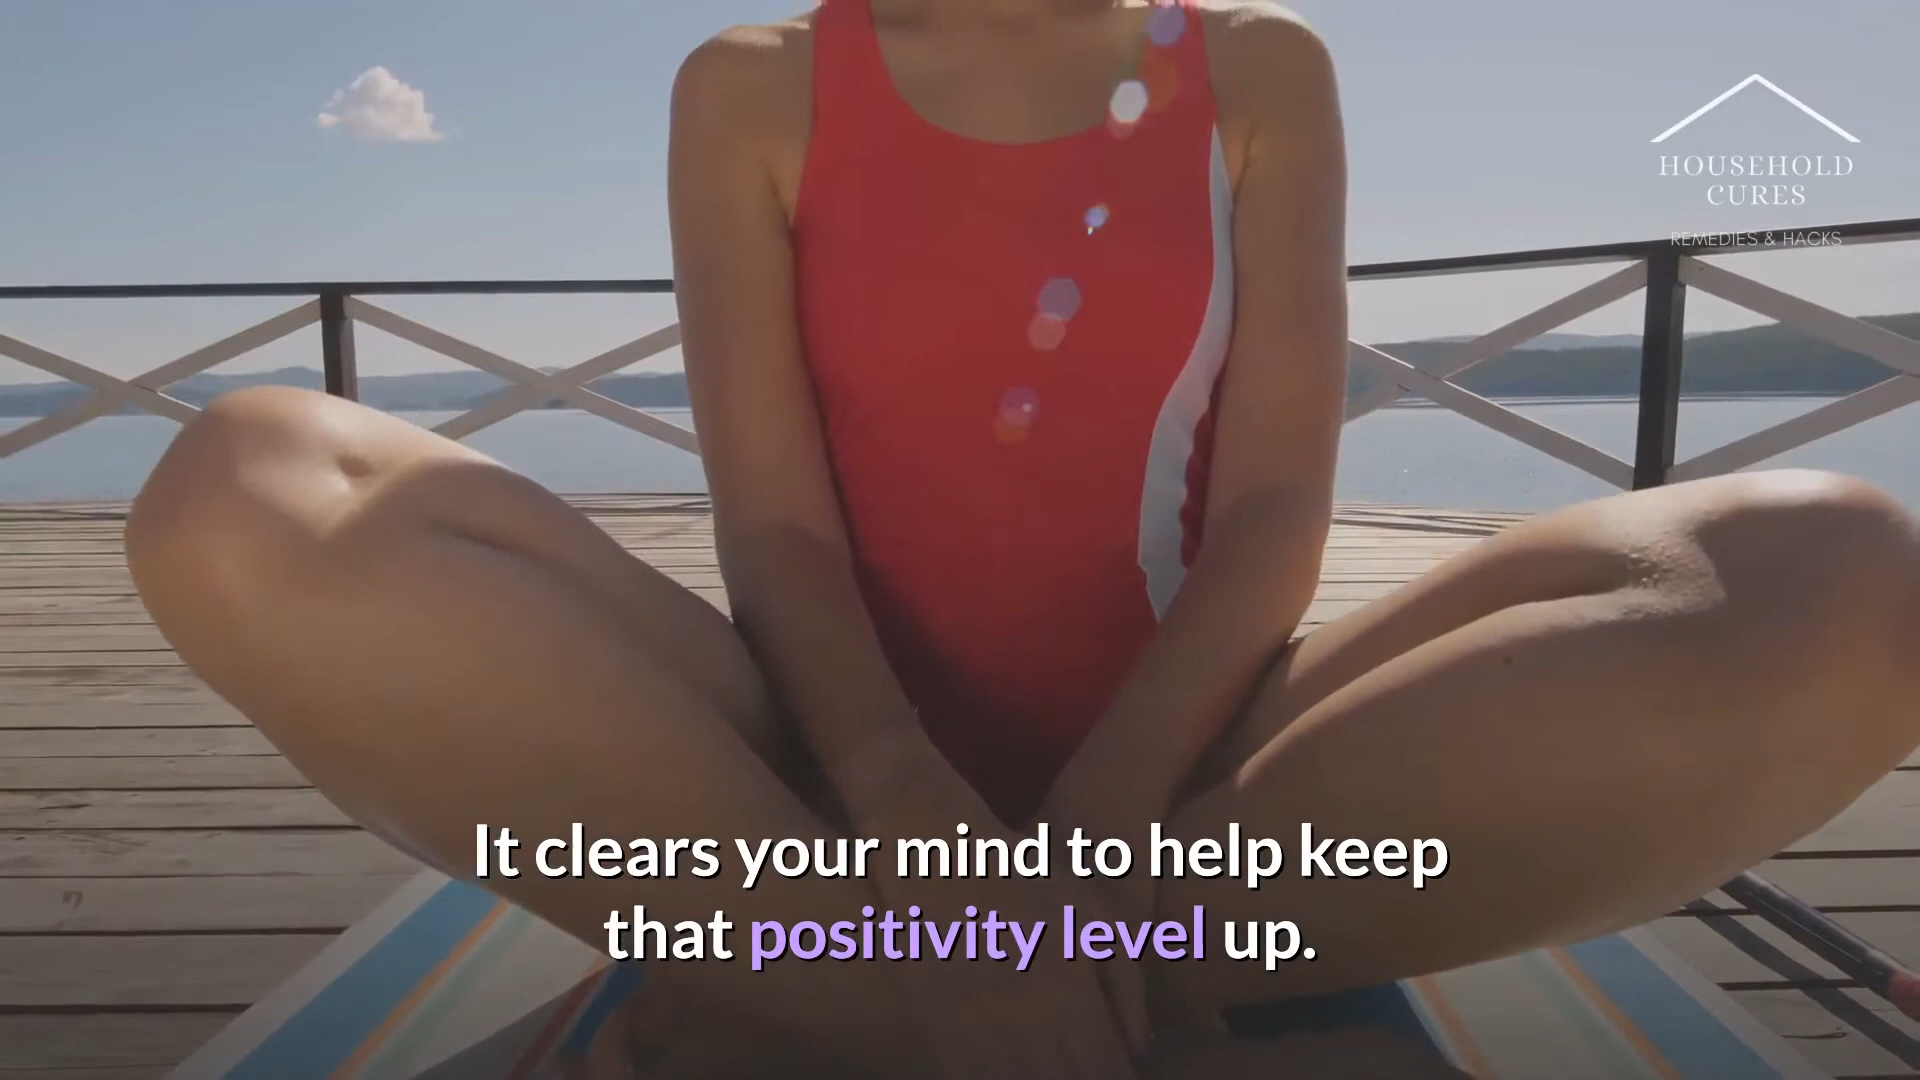 HOUSEHOLD
CURES
REMEDIES & HACKS
It clears your mind to help keep
that positivity level up.